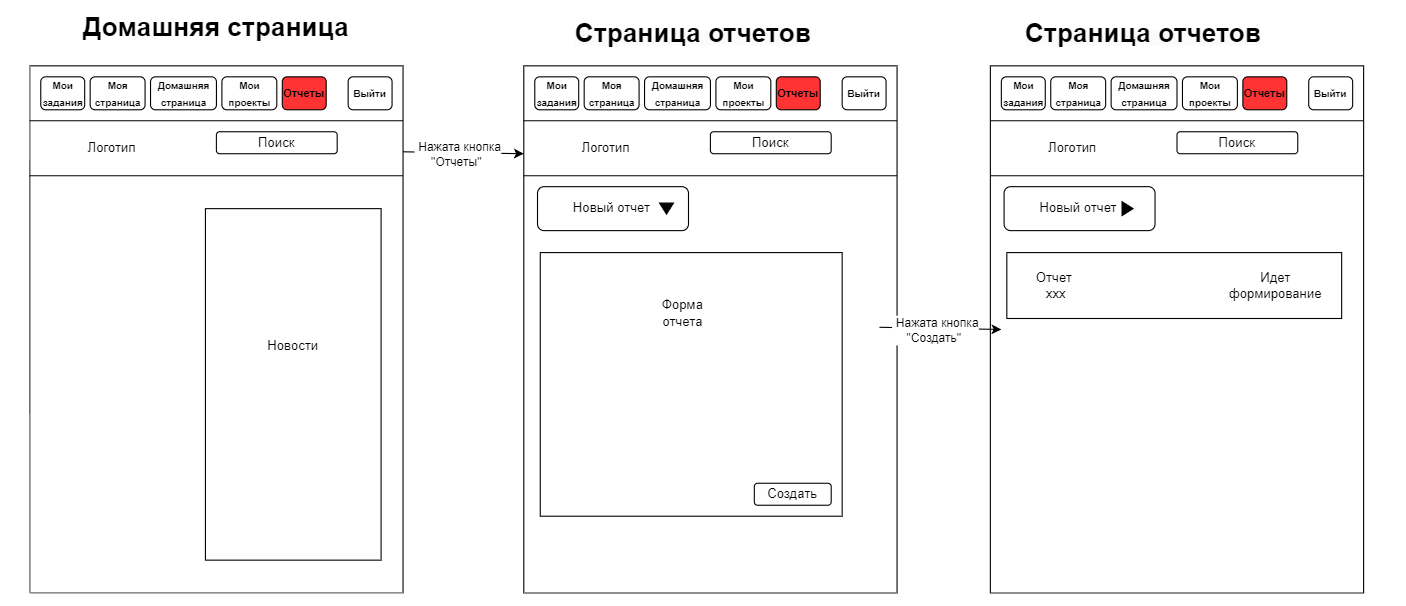 Домашняя страница
Мои
задания
Моя
страница
Домашняя
страница
Мои
проекты
Отчеты
Выйти
Логотип
Поиск
Новости
Нажата кнопка
"Отчеты"
Страница отчетов
Мои
задания
Моя
страница
Домашняя
страница
Мои
проекты
Отчеты
Выйти
Логотип
Поиск
Новый отчет
Форма
отчета
Создать
Нажата кнопка
"Создать"
Страница отчетов
Мои
задания
Моя
страница
Домашняя
страница
Мои
проекты
Отчеты
Выйти
Логотип
Поиск
Новый отчет
Отчет
xxx
Идет
формирование